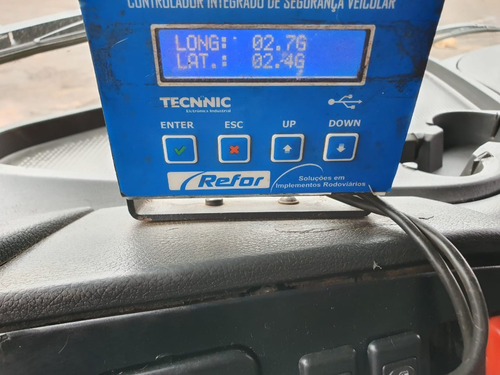 CONTROLADOR INTEGRADO DE SEGURANÇA VEICULAR
LONG: 02.7G
LAT.: 02.4G
TECNNIC
Eletrônica Industrial
ENTER ESC UP DOWN
Refor
Soluções em
Implementos Rodoviários